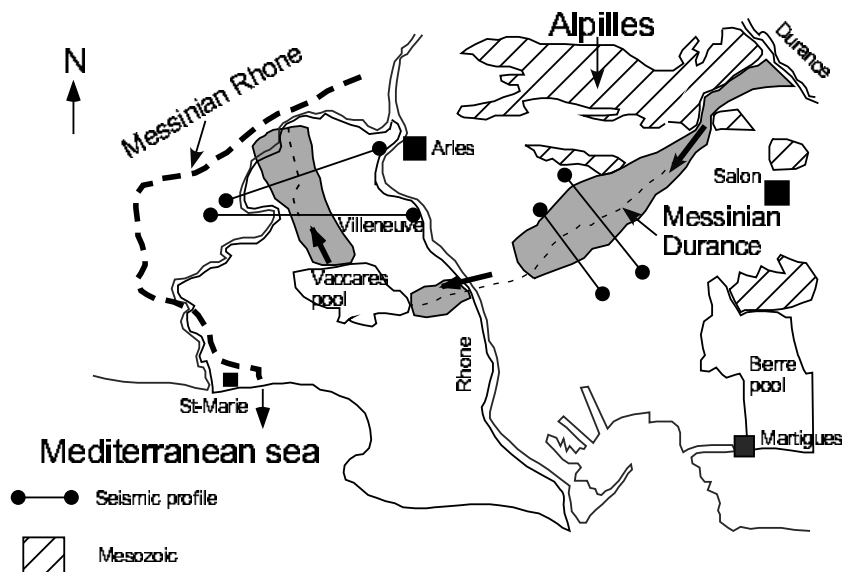 Alpilles
Durance
N
Messinian Rhone
Arles
Salon
Villeneuve
Messinian
Durance
Vaccares
pool
Rhone
Berre
pool
St-Marie
Martigues
Mediterranean sea
Seismic profile
Mesozoic